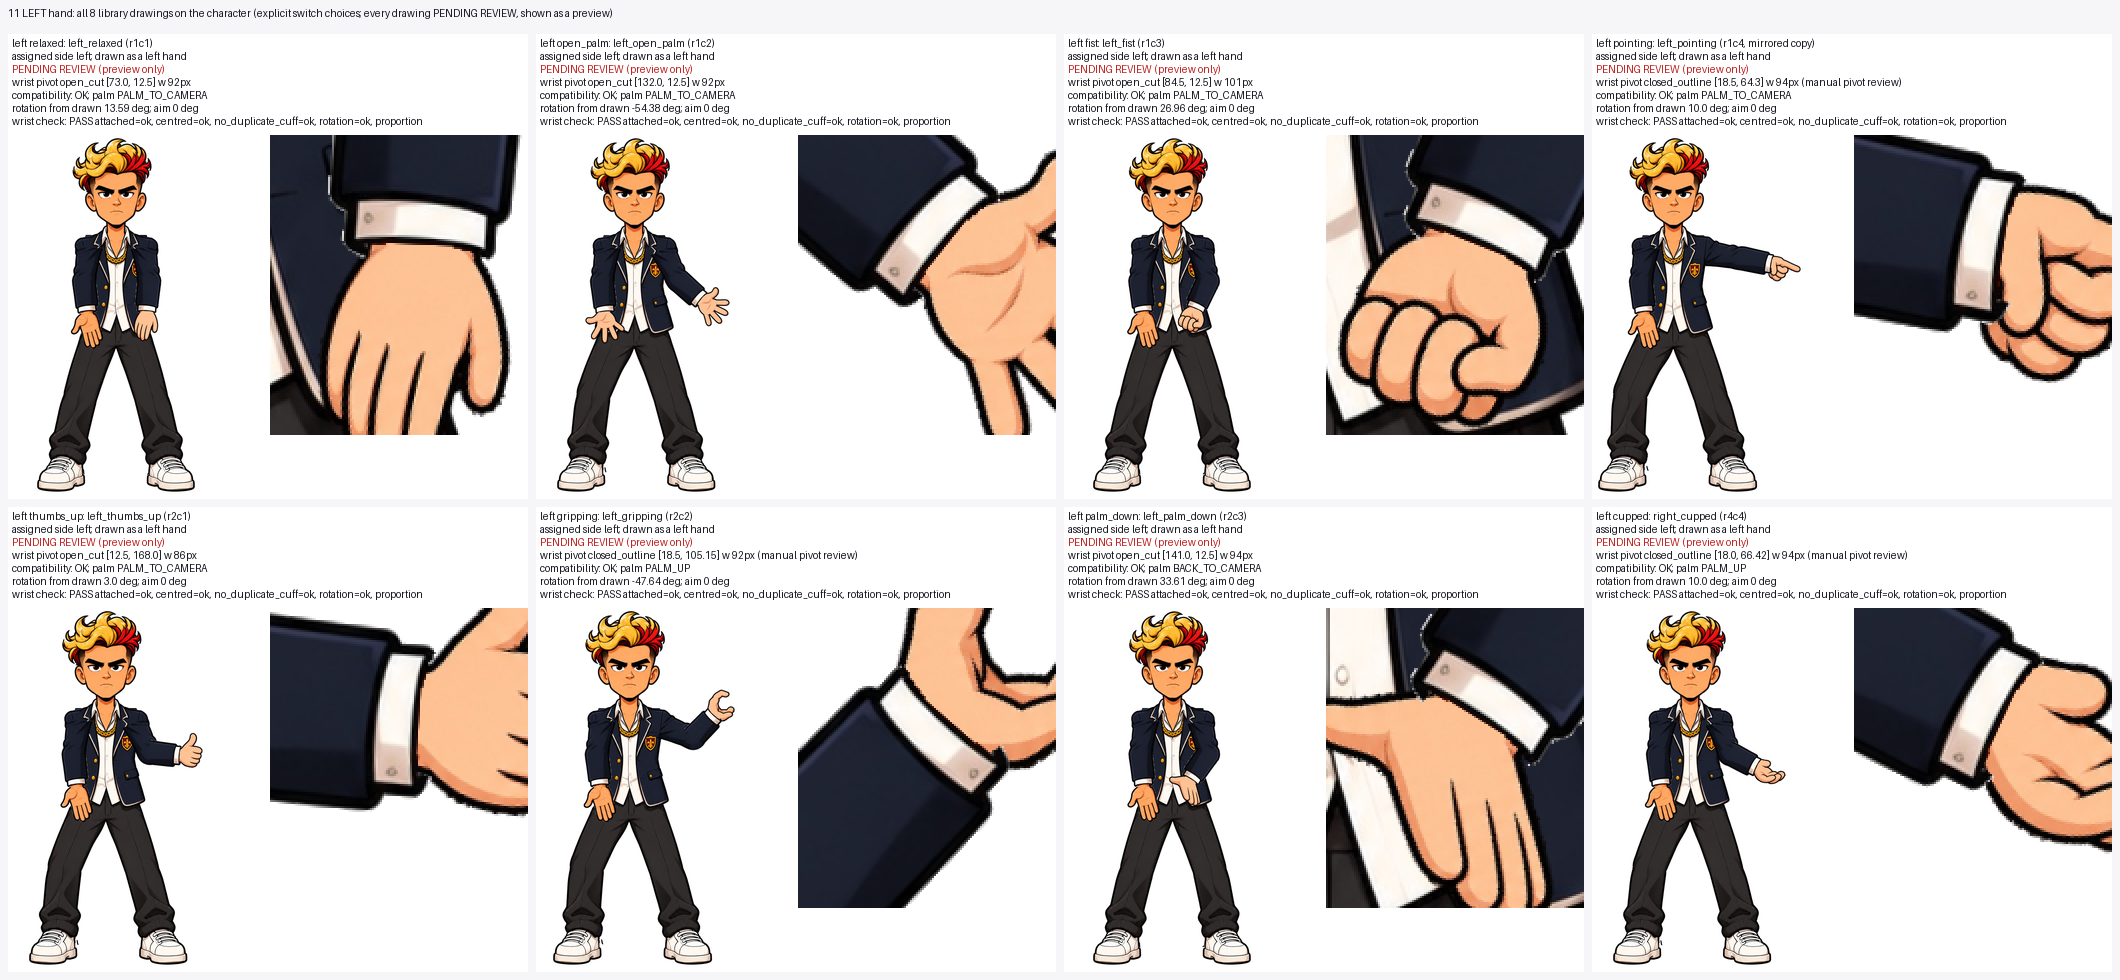 11 LEFT hand: all 8 library drawings on the character (explicit switch choices; every drawing PENDING REVIEW, shown as a preview)
left relaxed: left_relaxed (r1c1)
assigned side left; drawn as a left hand
PENDING REVIEW (preview only)
wrist pivot open_cut [73.0, 12.5] w 92px
compatibility: OK; palm PALM_TO_CAMERA
rotation from drawn 13.59 deg; aim 0 deg
wrist check: PASS attached=ok, centred=ok, no_duplicate_cuff=ok, rotation=ok, proportion
left open_palm: left_open_palm (r1c2)
assigned side left; drawn as a left hand
PENDING REVIEW (preview only)
wrist pivot open_cut [132.0, 12.5] w 92px
compatibility: OK; palm PALM_TO_CAMERA
rotation from drawn -54.38 deg; aim 0 deg
wrist check: PASS attached=ok, centred=ok, no_duplicate_cuff=ok, rotation=ok, proportion
left fist: left_fist (r1c3)
assigned side left; drawn as a left hand
PENDING REVIEW (preview only)
wrist pivot open_cut [84.5, 12.5] w 101px
compatibility: OK; palm PALM_TO_CAMERA
rotation from drawn 26.96 deg; aim 0 deg
wrist check: PASS attached=ok, centred=ok, no_duplicate_cuff=ok, rotation=ok, proportion
left pointing: left_pointing (r1c4, mirrored copy)
assigned side left; drawn as a left hand
PENDING REVIEW (preview only)
wrist pivot closed_outline [18.5, 64.3] w 94px (manual pivot review)
compatibility: OK; palm PALM_TO_CAMERA
rotation from drawn 10.0 deg; aim 0 deg
wrist check: PASS attached=ok, centred=ok, no_duplicate_cuff=ok, rotation=ok, proportion
left thumbs_up: left_thumbs_up (r2c1)
assigned side left; drawn as a left hand
PENDING REVIEW (preview only)
wrist pivot open_cut [12.5, 168.0] w 86px
compatibility: OK; palm PALM_TO_CAMERA
rotation from drawn 3.0 deg; aim 0 deg
wrist check: PASS attached=ok, centred=ok, no_duplicate_cuff=ok, rotation=ok, proportion
left gripping: left_gripping (r2c2)
assigned side left; drawn as a left hand
PENDING REVIEW (preview only)
wrist pivot closed_outline [18.5, 105.15] w 92px (manual pivot review)
compatibility: OK; palm PALM_UP
rotation from drawn -47.64 deg; aim 0 deg
wrist check: PASS attached=ok, centred=ok, no_duplicate_cuff=ok, rotation=ok, proportion
left palm_down: left_palm_down (r2c3)
assigned side left; drawn as a left hand
PENDING REVIEW (preview only)
wrist pivot open_cut [141.0, 12.5] w 94px
compatibility: OK; palm BACK_TO_CAMERA
rotation from drawn 33.61 deg; aim 0 deg
wrist check: PASS attached=ok, centred=ok, no_duplicate_cuff=ok, rotation=ok, proportion
left cupped: right_cupped (r4c4)
assigned side left; drawn as a left hand
PENDING REVIEW (preview only)
wrist pivot closed_outline [18.0, 66.42] w 94px (manual pivot review)
compatibility: OK; palm PALM_UP
rotation from drawn 10.0 deg; aim 0 deg
wrist check: PASS attached=ok, centred=ok, no_duplicate_cuff=ok, rotation=ok, proportion